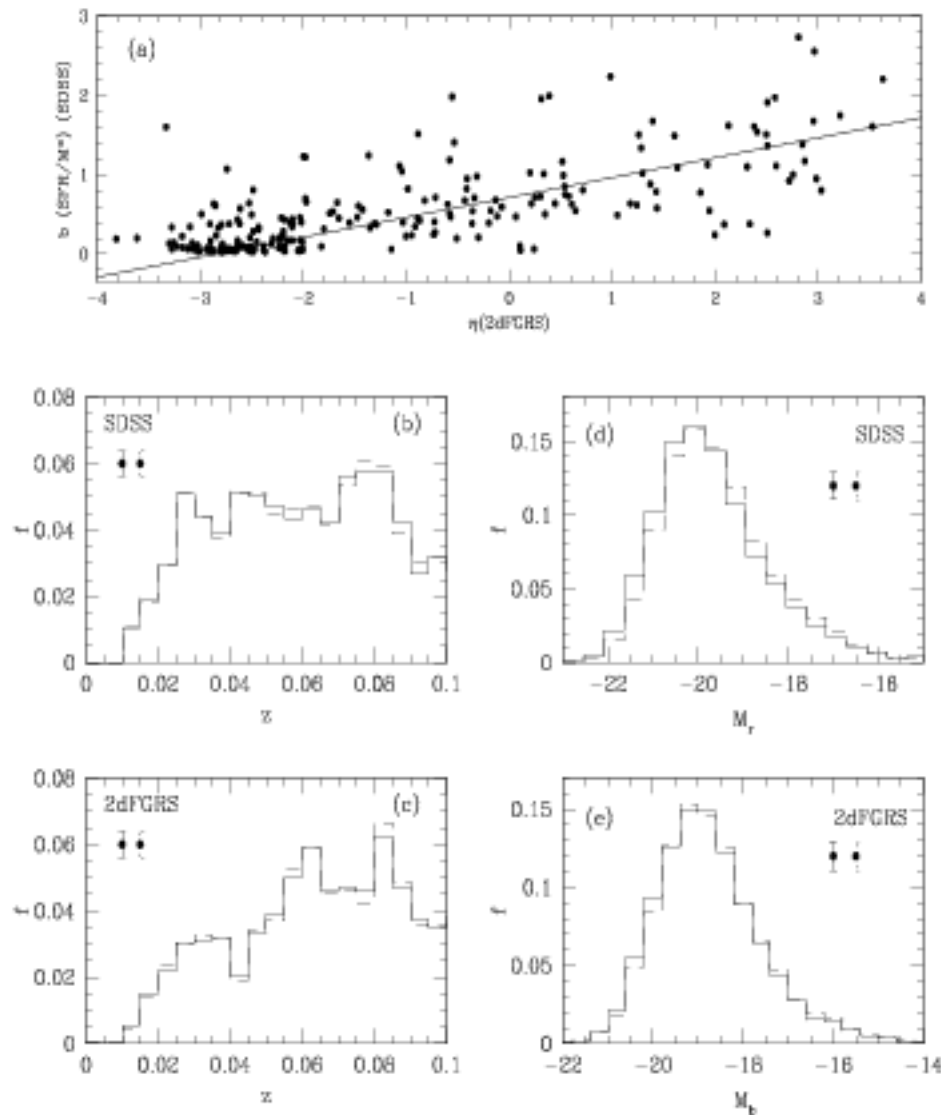 3
(a)
2
1
0
b (SFR/M*) (SDSS)
-4 -3 -2 -1 0 1 2 3 4
η(2dFGRS)
0.08
SDSS (b)
0.06
f
0.04
0.02
0
0 0.02 0.04 0.06 0.08 0.1
z
(d) SDSS
0.15
f
0.1
0.05
0
-22 -20 -18 -16
M_r
0.08
2dFGRS (c)
0.06
f
0.04
0.02
0
0 0.02 0.04 0.06 0.08 0.1
z
(e) 2dFGRS
0.15
f
0.1
0.05
0
-22 -20 -18 -16 -14
M_b